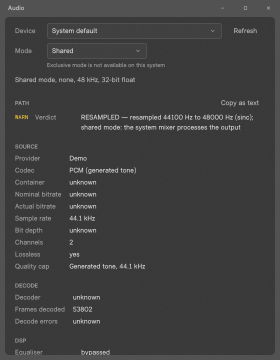 Audio
Device System default Refresh
Mode Shared
Exclusive mode is not available on this system
Shared mode, none, 48 kHz, 32-bit float
PATH Copy as text
WARN Verdict RESAMPLED — resampled 44100 Hz to 48000 Hz (sinc);
shared mode: the system mixer processes the output
SOURCE
Provider Demo
Codec PCM (generated tone)
Container unknown
Nominal bitrate unknown
Actual bitrate unknown
Sample rate 44.1 kHz
Bit depth unknown
Channels 2
Lossless yes
Quality cap Generated tone, 44.1 kHz
DECODE
Decoder unknown
Frames decoded 53802
Decode errors unknown
DSP
Equaliser bypassed